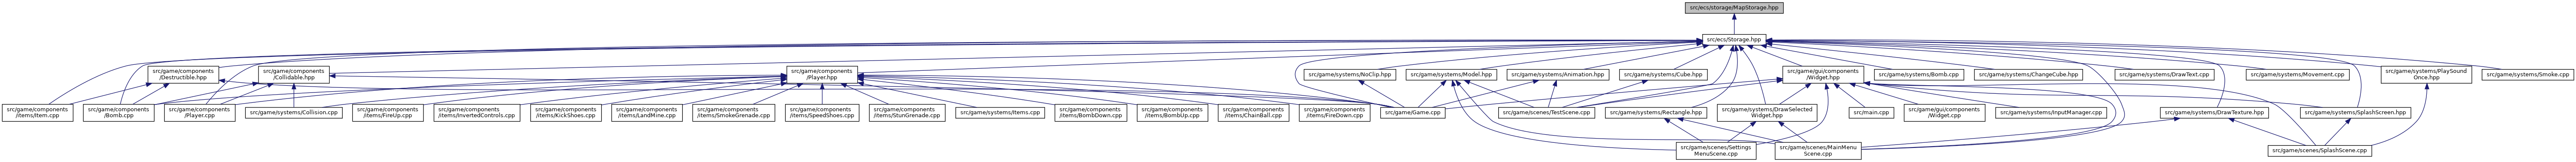 src/ecs/storage/MapStorage.hpp
src/ecs/Storage.hpp
src/game/components
/Destructible.hpp
src/game/components
/Collidable.hpp
src/game/components
/Player.hpp
src/game/systems/NoClip.hpp
src/game/systems/Model.hpp
src/game/systems/Animation.hpp
src/game/systems/Cube.hpp
src/game/gui/components
/Widget.hpp
src/game/systems/Bomb.cpp
src/game/systems/ChangeCube.hpp
src/game/systems/DrawText.cpp
src/game/systems/Movement.cpp
src/game/systems/PlaySound
Once.hpp
src/game/systems/Smoke.cpp
src/game/components
/items/Item.cpp
src/game/components
/Bomb.cpp
src/game/components
/Player.cpp
src/game/systems/Collision.cpp
src/game/components
/items/FireUp.cpp
src/game/components
/items/InvertedControls.cpp
src/game/components
/items/KickShoes.cpp
src/game/components
/items/LandMine.cpp
src/game/components
/items/SmokeGrenade.cpp
src/game/components
/items/SpeedShoes.cpp
src/game/components
/items/StunGrenade.cpp
src/game/systems/Items.cpp
src/game/components
/items/BombDown.cpp
src/game/components
/items/BombUp.cpp
src/game/components
/items/ChainBall.cpp
src/game/components
/items/FireDown.cpp
src/game/Game.cpp
src/game/scenes/TestScene.cpp
src/game/systems/Rectangle.hpp
src/game/systems/DrawSelected
Widget.hpp
src/main.cpp
src/game/gui/components
/Widget.cpp
src/game/systems/InputManager.cpp
src/game/systems/DrawTexture.hpp
src/game/systems/SplashScreen.hpp
src/game/scenes/Settings
MenuScene.cpp
src/game/scenes/MainMenu
Scene.cpp
src/game/scenes/SplashScene.cpp